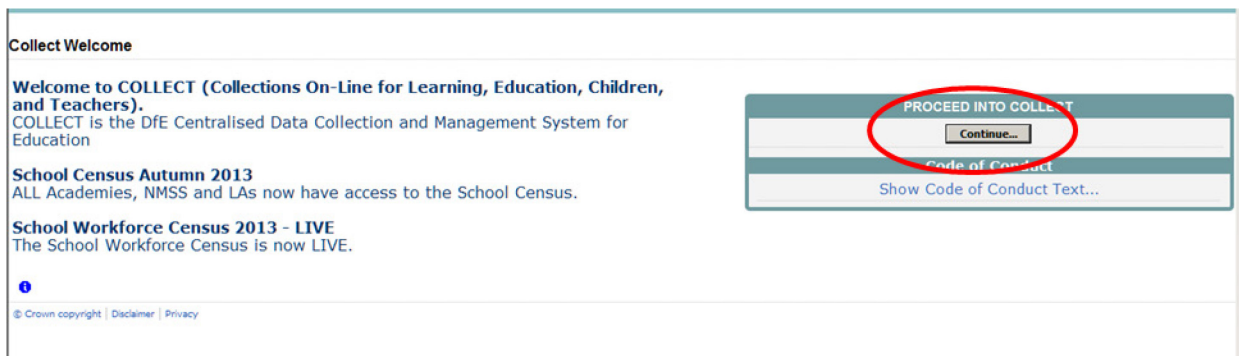 Collect Welcome
Welcome to COLLECT (Collections On-Line for Learning, Education, Children,
and Teachers).
COLLECT is the DfE Centralised Data Collection and Management System for
Education
School Census Autumn 2013
ALL Academies, NMSS and LAs now have access to the School Census.
School Workforce Census 2013 - LIVE
The School Workforce Census is now LIVE.
PROCEED INTO COLLECT
Continue...
Code of Conduct
Show Code of Conduct Text...
© Crown copyright | Disclaimer | Privacy